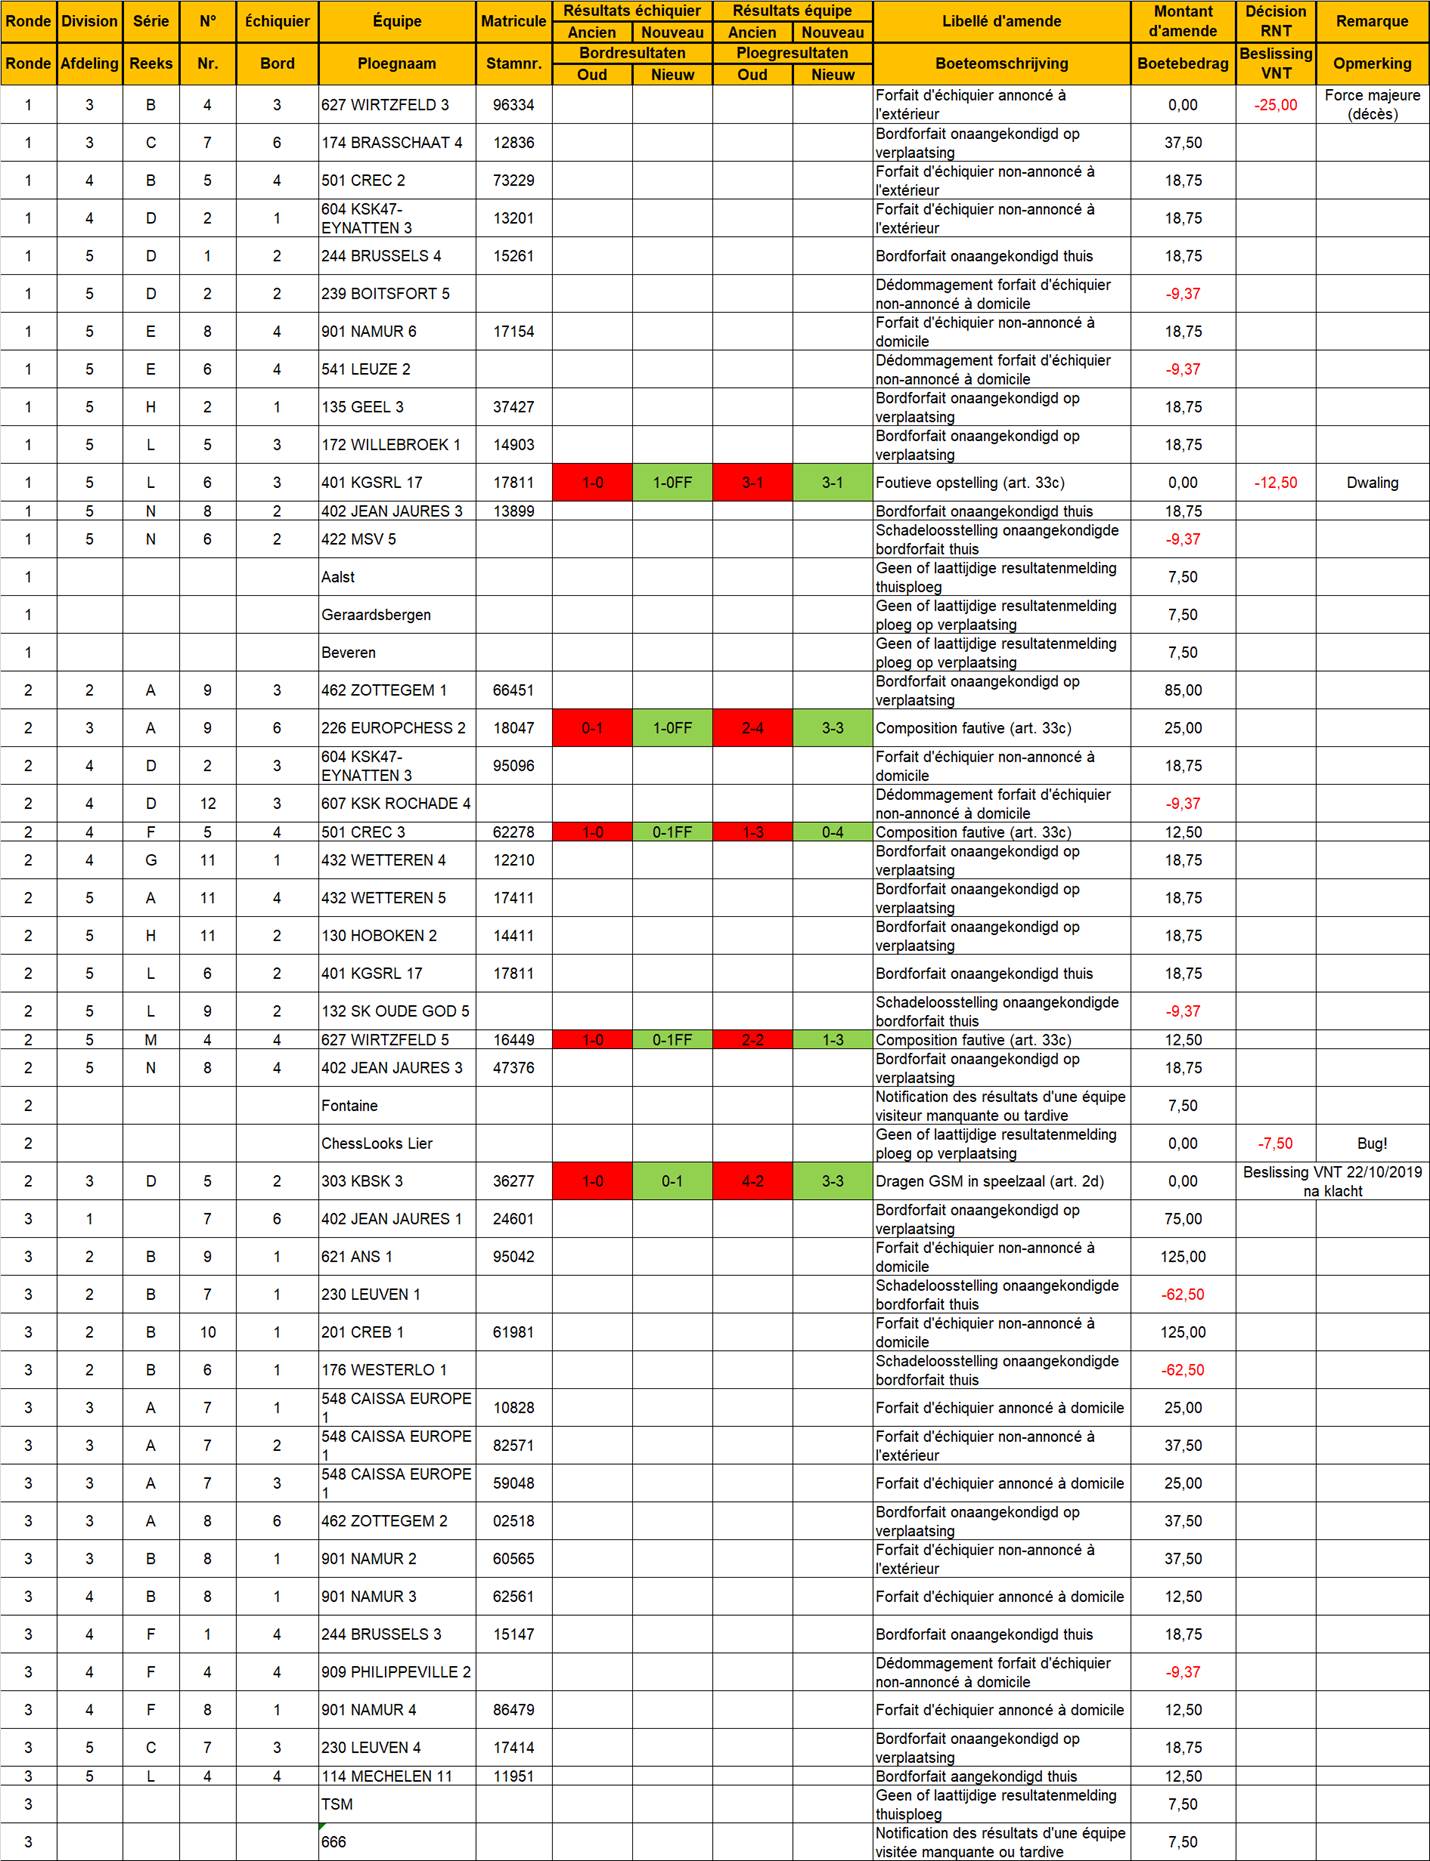 Ronde Division Série N° Échiquier Équipe Matricule Résultats échiquier Résultats équipe Libellé d'amende Montant d'amende Décision RNT Remarque
Ancien Nouveau Ancien Nouveau
Ronde Afdeling Reeks Nr. Bord Ploegnaam Stamnr. Bordresultaten Ploegresultaten Boeteomschrijving Boetebedrag Beslissing VNT Opmerking
Oud Nieuw Oud Nieuw
1 3 B 4 3 627 WIRTZFELD 3 96334 Forfait d'échiquier annoncé à l'extérieur 0,00 -25,00 Force majeure (décès)
1 3 C 7 6 174 BRASSCHAAT 4 12836 Bordforfait onaangekondigd op verplaatsing 37,50
1 4 B 5 4 501 CREC 2 73229 Forfait d'échiquier non-annoncé à l'extérieur 18,75
1 4 D 2 1 604 KSK47-EYNATTEN 3 13201 Forfait d'échiquier non-annoncé à l'extérieur 18,75
1 5 D 1 2 244 BRUSSELS 4 15261 Bordforfait onaangekondigd thuis 18,75
1 5 D 2 2 239 BOITSFORT 5 Dédommagement forfait d'échiquier non-annoncé à domicile -9,37
1 5 E 8 4 901 NAMUR 6 17154 Forfait d'échiquier non-annoncé à domicile 18,75
1 5 E 6 4 541 LEUZE 2 Dédommagement forfait d'échiquier non-annoncé à domicile -9,37
1 5 H 2 1 135 GEEL 3 37427 Bordforfait onaangekondigd op verplaatsing 18,75
1 5 L 5 3 172 WILLEBROEK 1 14903 Bordforfait onaangekondigd op verplaatsing 18,75
1 5 L 6 3 401 KGSRL 17 17811 1-0 1-0FF 3-1 3-1 Foutieve opstelling (art. 33c) 0,00 -12,50 Dwaling
1 5 N 8 2 402 JEAN JAURES 3 13899 Bordforfait onaangekondigd thuis 18,75
1 5 N 6 2 422 MSV 5 Schadeloosstelling onaangekondigde bordforfait thuis -9,37
1 Aalst Geen of laattijdige resultatenmelding thuisploeg 7,50
1 Geraardsbergen Geen of laattijdige resultatenmelding ploeg op verplaatsing 7,50
1 Beveren Geen of laattijdige resultatenmelding ploeg op verplaatsing 7,50
2 2 A 9 3 462 ZOTTEGEM 1 66451 Bordforfait onaangekondigd op verplaatsing 85,00
2 3 A 9 6 226 EUROPCHESS 2 18047 0-1 1-0FF 2-4 3-3 Composition fautive (art. 33c) 25,00
2 4 D 2 3 604 KSK47-EYNATTEN 3 95096 Forfait d'échiquier non-annoncé à domicile 18,75
2 4 D 12 3 607 KSK ROCHADE 4 Dédommagement forfait d'échiquier non-annoncé à domicile -9,37
2 4 F 5 4 501 CREC 3 62278 1-0 0-1FF 1-3 0-4 Composition fautive (art. 33c) 12,50
2 4 G 11 1 432 WETTEREN 4 12210 Bordforfait onaangekondigd op verplaatsing 18,75
2 5 A 11 4 432 WETTEREN 5 17411 Bordforfait onaangekondigd op verplaatsing 18,75
2 5 H 11 2 130 HOBOKEN 2 14411 Bordforfait onaangekondigd op verplaatsing 18,75
2 5 L 6 2 401 KGSRL 17 17811 Bordforfait onaangekondigd thuis 18,75
2 5 L 9 2 132 SK OUDE GOD 5 Schadeloosstelling onaangekondigde bordforfait thuis -9,37
2 5 M 4 4 627 WIRTZFELD 5 16449 1-0 0-1FF 2-2 1-3 Composition fautive (art. 33c) 12,50
2 5 N 8 4 402 JEAN JAURES 3 47376 Bordforfait onaangekondigd op verplaatsing 18,75
2 Fontaine Notification des résultats d'une équipe visiteur manquante ou tardive 7,50
2 ChessLooks Lier Geen of laattijdige resultatenmelding ploeg op verplaatsing 0,00 -7,50 Bug!
2 3 D 5 2 303 KBSK 3 36277 1-0 0-1 4-2 3-3 Dragen GSM in speelzaal (art. 2d) 0,00 Beslissing VNT 22/10/2019 na klacht
3 1 7 6 402 JEAN JAURES 1 24601 Bordforfait onaangekondigd op verplaatsing 75,00
3 2 B 9 1 621 ANS 1 95042 Forfait d'échiquier non-annoncé à domicile 125,00
3 2 B 7 1 230 LEUVEN 1 Schadeloosstelling onaangekondigde bordforfait thuis -62,50
3 2 B 10 1 201 CREB 1 61981 Forfait d'échiquier non-annoncé à domicile 125,00
3 2 B 6 1 176 WESTERLO 1 Schadeloosstelling onaangekondigde bordforfait thuis -62,50
3 3 A 7 1 548 CAISSA EUROPE 1 10828 Forfait d'échiquier annoncé à domicile 25,00
3 3 A 7 2 548 CAISSA EUROPE 1 82571 Forfait d'échiquier non-annoncé à l'extérieur 37,50
3 3 A 7 3 548 CAISSA EUROPE 1 59048 Forfait d'échiquier annoncé à domicile 25,00
3 3 A 8 6 462 ZOTTEGEM 2 02518 Bordforfait onaangekondigd op verplaatsing 37,50
3 3 B 8 1 901 NAMUR 2 60565 Forfait d'échiquier non-annoncé à l'extérieur 37,50
3 4 B 8 1 901 NAMUR 3 62561 Forfait d'échiquier annoncé à domicile 12,50
3 4 F 1 4 244 BRUSSELS 3 15147 Bordforfait onaangekondigd thuis 18,75
3 4 F 4 4 909 PHILIPPEVILLE 2 Dédommagement forfait d'échiquier non-annoncé à domicile -9,37
3 4 F 8 1 901 NAMUR 4 86479 Forfait d'échiquier annoncé à domicile 12,50
3 5 C 7 3 230 LEUVEN 4 17414 Bordforfait onaangekondigd op verplaatsing 18,75
3 5 L 4 4 114 MECHELEN 11 11951 Bordforfait aangekondigd thuis 12,50
3 TSM Geen of laattijdige resultatenmelding thuisploeg 7,50
3 666 Notification des résultats d'une équipe visitée manquante ou tardive 7,50